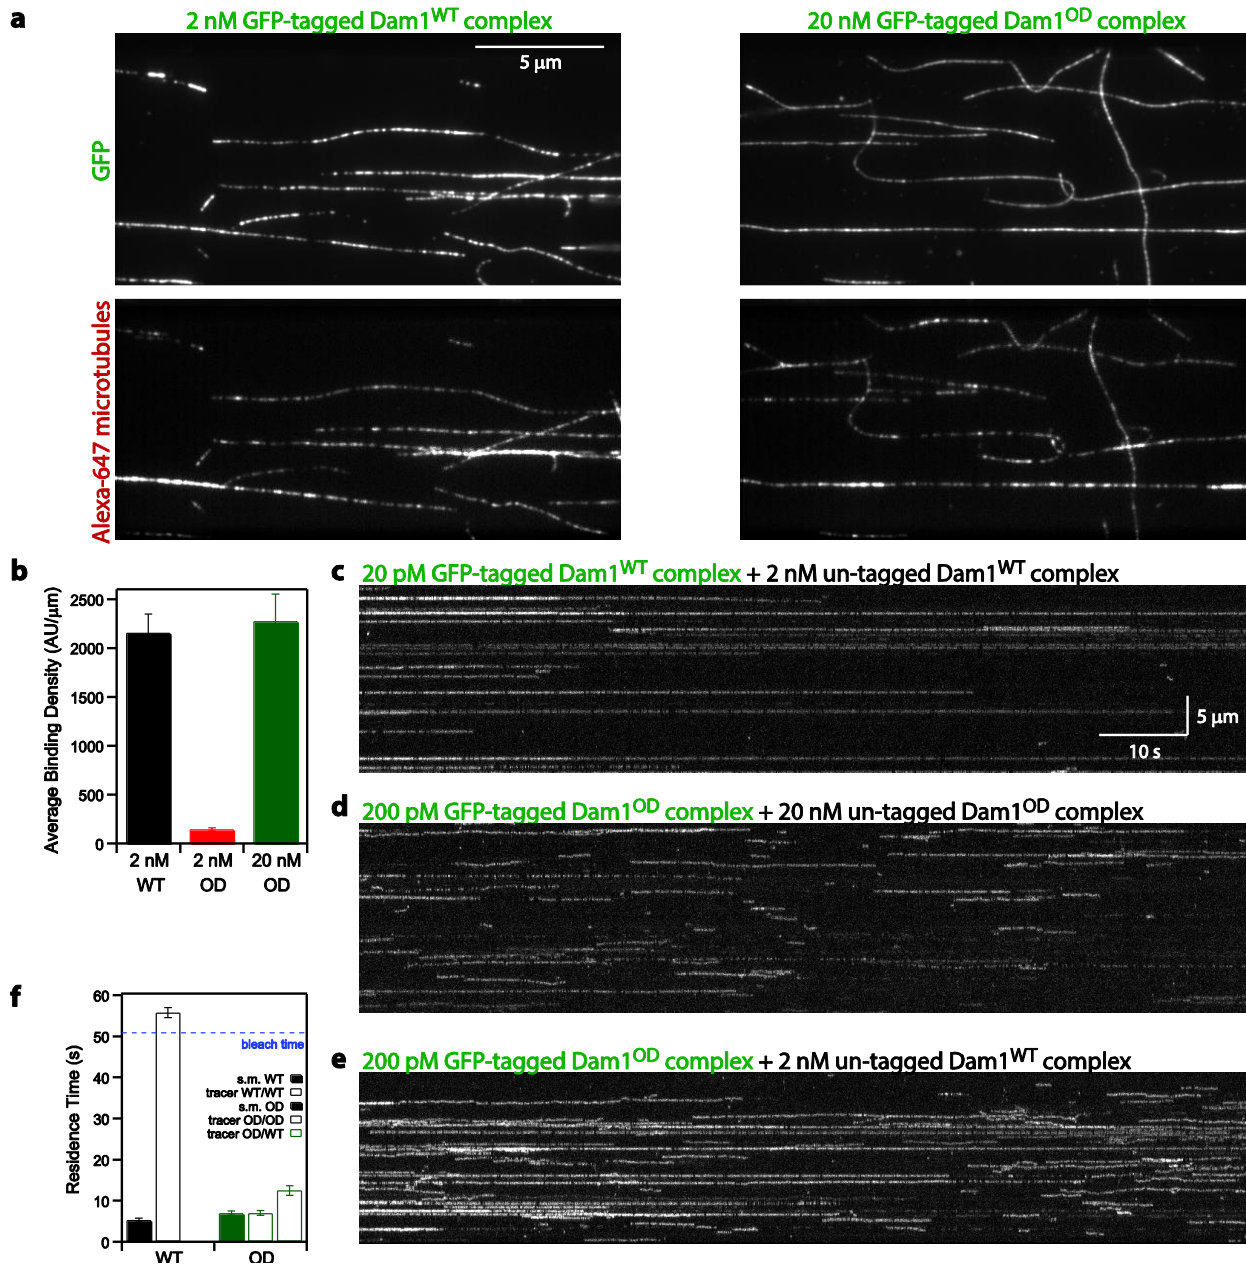 a
2 nM GFP-tagged Dam1WT complex
20 nM GFP-tagged Dam1OD complex
5 µm
GFP
Alexa-647 microtubules
b
Average Binding Density (AU/µm)
2500
2000
1500
1000
500
0
2 nM WT
2 nM OD
20 nM OD
c
20 pM GFP-tagged Dam1WT complex + 2 nM un-tagged Dam1WT complex
5 µm
10 s
d
200 pM GFP-tagged Dam1OD complex + 20 nM un-tagged Dam1OD complex
e
200 pM GFP-tagged Dam1OD complex + 2 nM un-tagged Dam1WT complex
f
Residence Time (s)
60
50
40
30
20
10
0
bleach time
s.m. WT
tracer WT/WT
s.m. OD
tracer OD/OD
tracer OD/WT
WT
OD